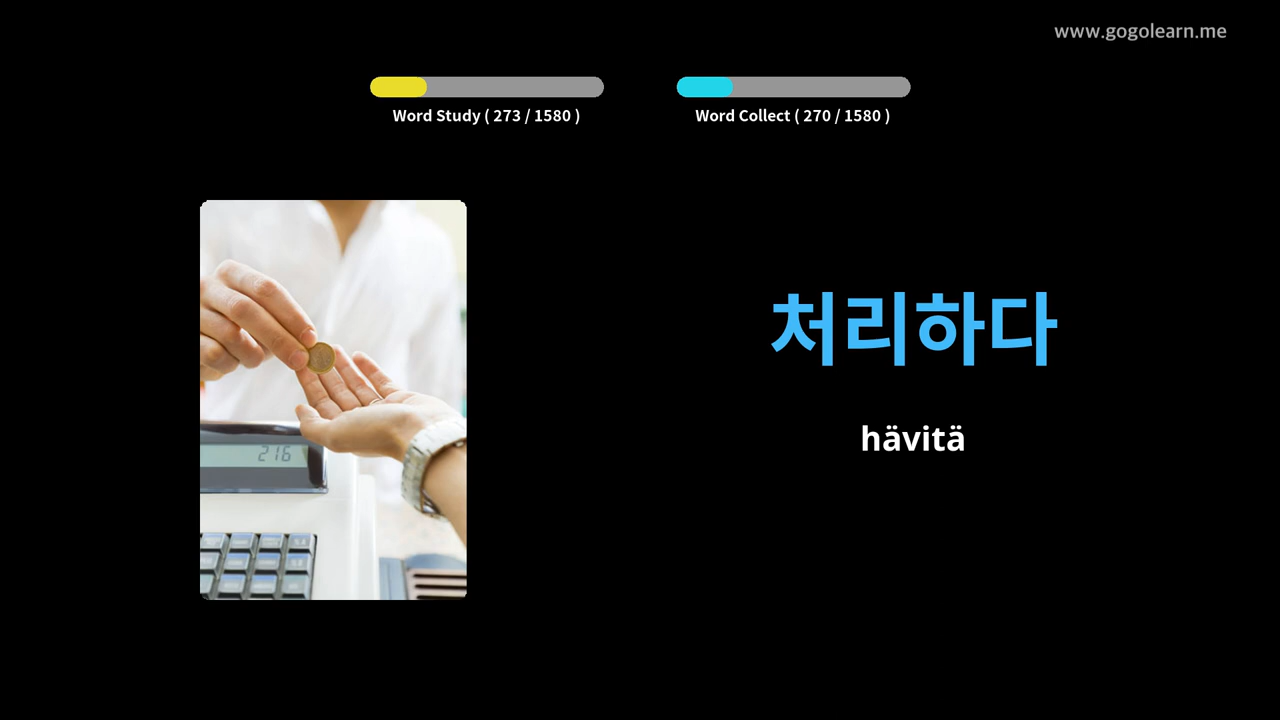 www.gogolearn.me
Word Study ( 273 / 1580 )
Word Collect ( 270 / 1580 )
처리하다
hävitä
216